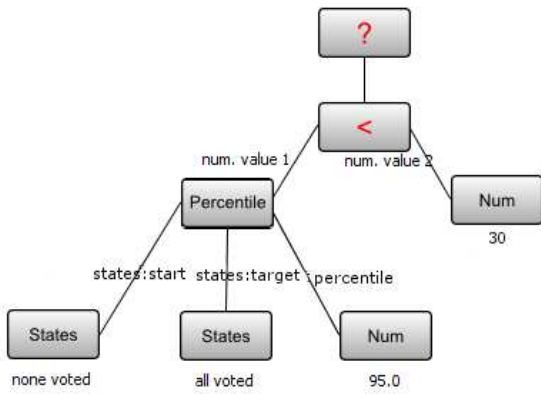 ?
<
num. value 1
num. value 2
Percentile
Num
30
states:start
states:target
percentile
States
States
Num
none voted
all voted
95.0